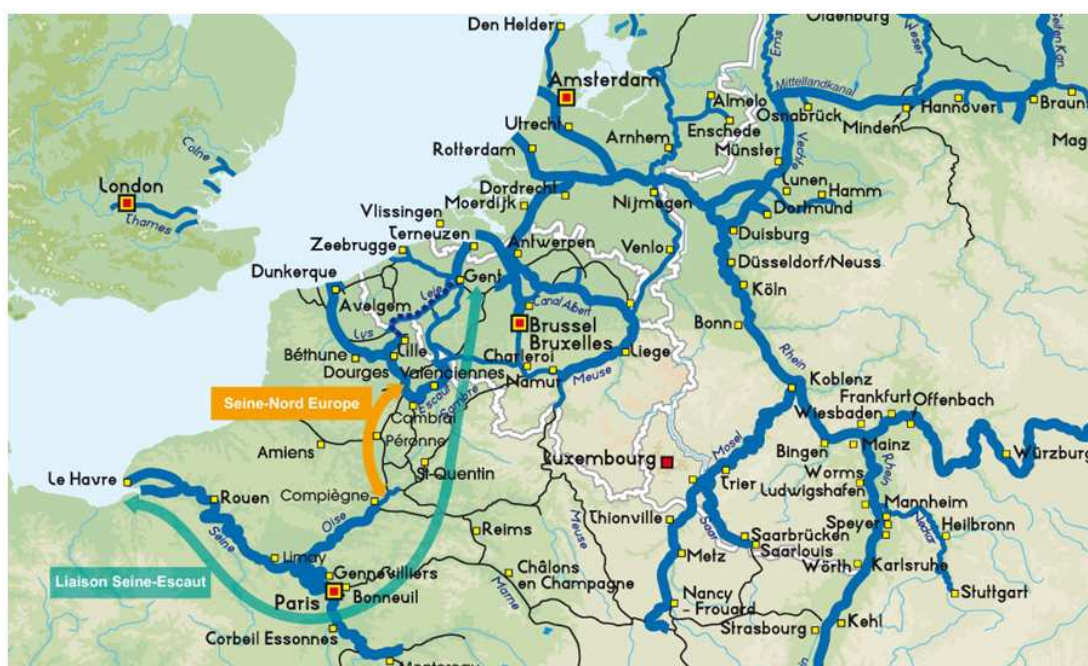 Den Helder
Oldenburg
Ems
Weser
Seiten Kan.
Amsterdam
Mittellandkanal
Almelo
Osnabrück
Hannover
Braun
Utrecht
Enschede
Minden
Colne
Rotterdam
Arnhem
Münster
Vechte
Mag
London
Thames
Dordrecht
Moerdijk
Nijmegen
Lunen
Hamm
Dortmund
Vlissingen
Terneuzen
Zeebrugge
Antwerpen
Venlo
Duisburg
Dunkerque
Gent
Düsseldorf/Neuss
Avelgem
Leie
Canal Albert
Köln
Lys
Brussel
Bruxelles
Bonn
Béthune
Lille
Charleroi
Liege
Rhein
Dourges
Valenciennes
Namur
Meuse
Koblenz
Seine-Nord Europe
Escaut
Sambre
Frankfurt
Offenbach
Cambrai
Wiesbaden
Amiens
Péronne
Mosel
Bingen
Mainz
Würzburg
Luxembourg
St-Quentin
Trier
Worms
Rhein
Le Havre
Ludwigshafen
Rouen
Compiègne
Mannheim
Oise
Thionville
Saar
Speyer
Neckar
Heilbronn
Seine
Reims
Meuse
Saarbrücken
Saarlouis
Limay
Metz
Wörth
Karlsruhe
Liaison Seine-Escaut
Gennevilliers
Châlons
en Champagne
Stuttgart
Paris
Bonneuil
Marne
Nancy
- Frouard
Corbeil Essonnes
Strasbourg
Kehl